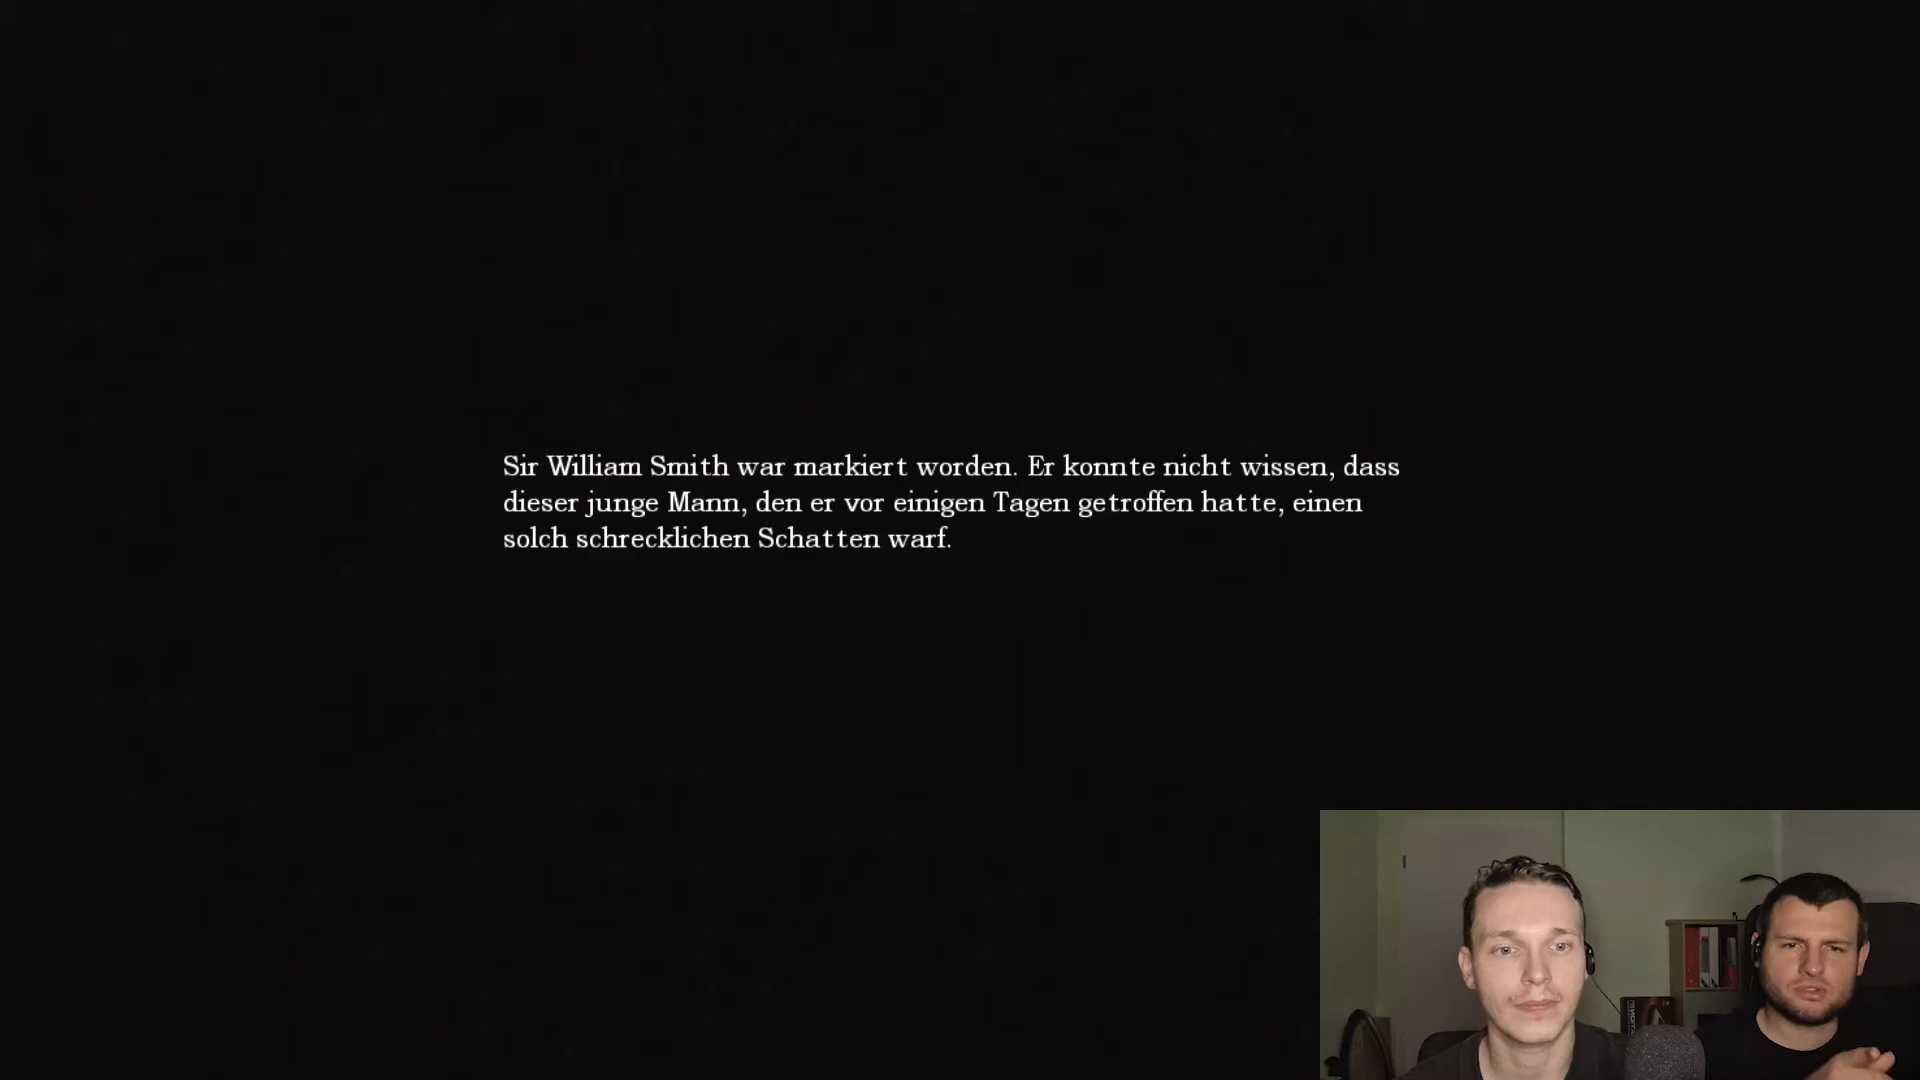 Sir William Smith war markiert worden. Er konnte nicht wissen, dass
dieser junge Mann, den er vor einigen Tagen getroffen hatte, einen
solch schrecklichen Schatten warf.